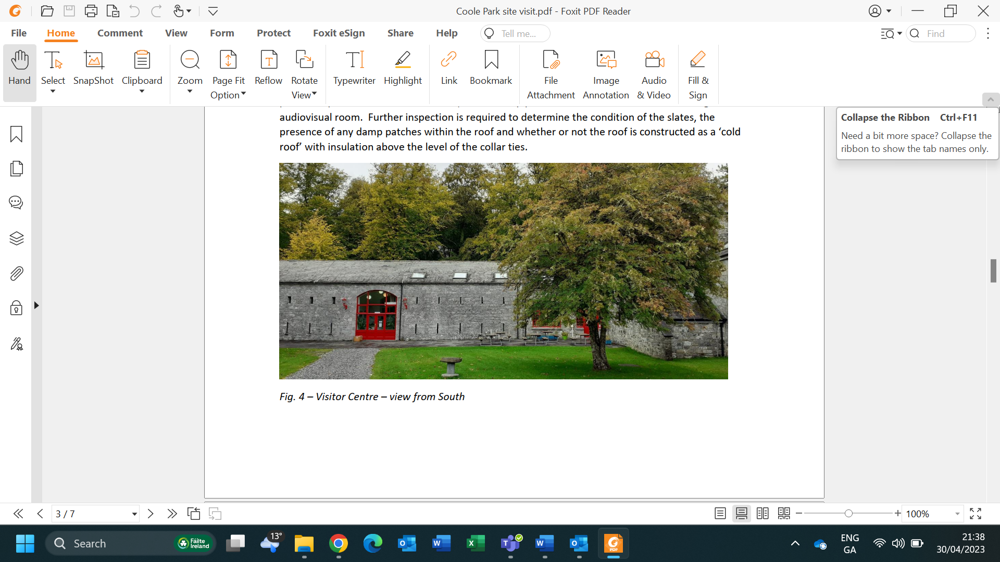 Coole Park site visit.pdf - Foxit PDF Reader
File Home Comment View Form Protect Foxit eSign Share Help Tell me... Find
Hand Select SnapShot Clipboard Zoom Page Fit Option Reflow Rotate View Typewriter Highlight Link Bookmark File Attachment Image Annotation Audio & Video Fill & Sign
Collapse the Ribbon Ctrl+F11
Need a bit more space? Collapse the
ribbon to show the tab names only.
audiovisual room. Further inspection is required to determine the condition of the slates, the
presence of any damp patches within the roof and whether or not the roof is constructed as a ‘cold
roof’ with insulation above the level of the collar ties.
Fig. 4 – Visitor Centre – view from South
3 / 7
100%
Search
Fáilte
Ireland
13°
PDF
ENG
GA
21:38
30/04/2023